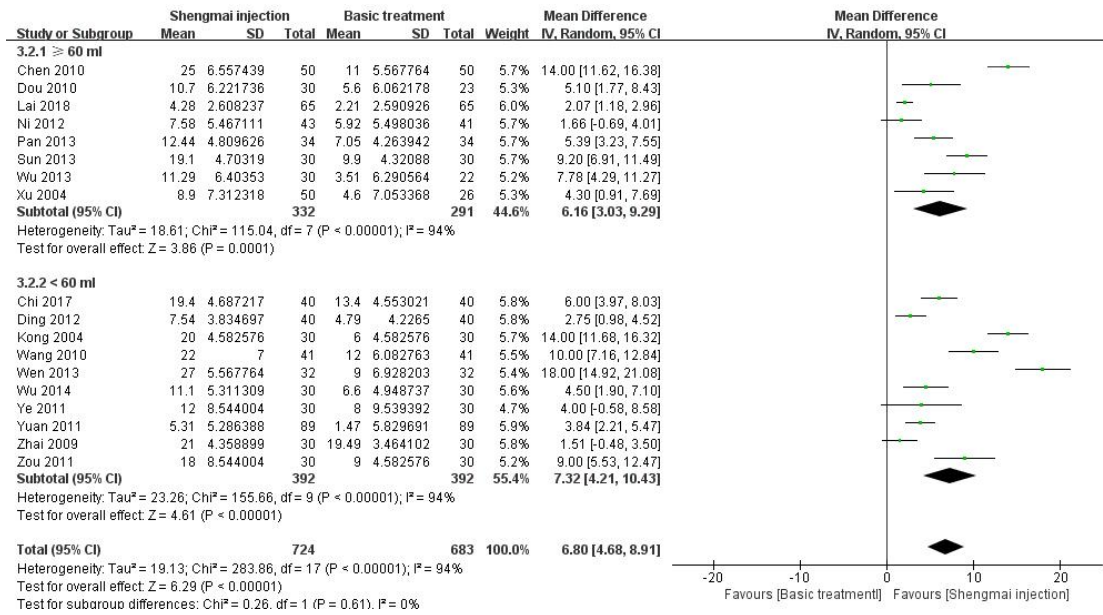 Shengmai injection Basic treatment Mean Difference Mean Difference
Study or Subgroup Mean SD Total Mean SD Total Weight IV, Random, 95% CI IV, Random, 95% CI
3.2.1 ≥ 60 ml
Chen 2010 25 6.557439 50 11 5.567764 50 5.7% 14.00 [11.62, 16.38]
Dou 2010 10.7 6.221736 30 5.6 6.062178 23 5.3% 5.10 [1.77, 8.43]
Lai 2018 4.28 2.608237 65 2.21 2.590926 65 6.0% 2.07 [1.18, 2.96]
Ni 2012 7.58 5.467111 43 5.92 5.498036 41 5.7% 1.66 [-0.69, 4.01]
Pan 2013 12.44 4.809626 34 7.05 4.263942 34 5.7% 5.39 [3.23, 7.55]
Sun 2013 19.1 4.70319 30 9.9 4.32088 30 5.7% 9.20 [6.91, 11.49]
Wu 2013 11.29 6.40353 30 3.51 6.290564 22 5.2% 7.78 [4.29, 11.27]
Xu 2004 8.9 7.312318 50 4.6 7.053368 26 5.3% 4.30 [0.91, 7.69]
Subtotal (95% CI) 332 291 44.6% 6.16 [3.03, 9.29]
Heterogeneity: Tau² = 18.61; Chi² = 115.04, df = 7 (P < 0.00001); I² = 94%
Test for overall effect: Z = 3.86 (P = 0.0001)
3.2.2 < 60 ml
Chi 2017 19.4 4.687217 40 13.4 4.553021 40 5.8% 6.00 [3.97, 8.03]
Ding 2012 7.54 3.834697 40 4.79 4.2265 40 5.8% 2.75 [0.98, 4.52]
Kong 2004 20 4.582576 30 6 4.582576 30 5.7% 14.00 [11.68, 16.32]
Wang 2010 22 7 41 12 6.082763 41 5.5% 10.00 [7.16, 12.84]
Wen 2013 27 5.567764 32 9 6.928203 32 5.4% 18.00 [14.92, 21.08]
Wu 2014 11.1 5.311309 30 6.6 4.948737 30 5.6% 4.50 [1.90, 7.10]
Ye 2011 12 8.544004 30 8 9.539392 30 4.7% 4.00 [-0.58, 8.58]
Yuan 2011 5.31 5.286388 89 1.47 5.829691 89 5.9% 3.84 [2.21, 5.47]
Zhai 2009 21 4.358899 30 19.49 3.464102 30 5.8% 1.51 [-0.48, 3.50]
Zou 2011 18 8.544004 30 9 4.582576 30 5.2% 9.00 [5.53, 12.47]
Subtotal (95% CI) 392 392 55.4% 7.32 [4.21, 10.43]
Heterogeneity: Tau² = 23.26; Chi² = 155.66, df = 9 (P < 0.00001); I² = 94%
Test for overall effect: Z = 4.61 (P < 0.00001)
Total (95% CI) 724 683 100.0% 6.80 [4.68, 8.91]
Heterogeneity: Tau² = 19.13; Chi² = 283.86, df = 17 (P < 0.00001); I² = 94%
Test for overall effect: Z = 6.29 (P < 0.00001)
Test for subgroup differences: Chi² = 0.26, df = 1 (P = 0.61), I² = 0%
-20 -10 0 10 20
Favours [Basic treatmentl] Favours [Shengmai injection]